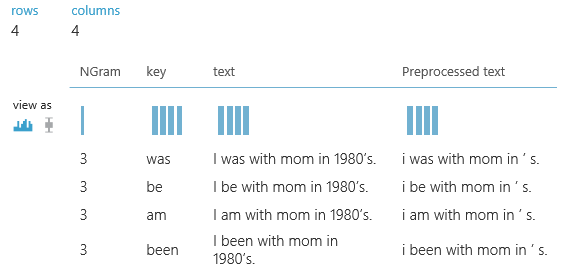 rows columns
4 4
NGram key text Preprocessed text
view as
3 was I was with mom in 1980's. i was with mom in ' s.
3 be I be with mom in 1980's. i be with mom in ' s.
3 am I am with mom in 1980's. i am with mom in ' s.
3 been I been with mom in 1980's. i been with mom in ' s.